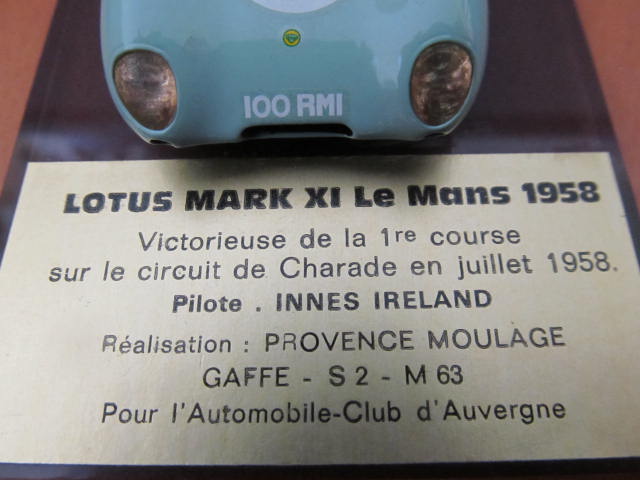 100 RMI
LOTUS MARK XI Le Mans 1958
Victorieuse de la 1re course
sur le circuit de Charade en juillet 1958.
Pilote . INNES IRELAND
Réalisation : PROVENCE MOULAGE
GAFFE - S 2 - M 63
Pour l'Automobile-Club d'Auvergne